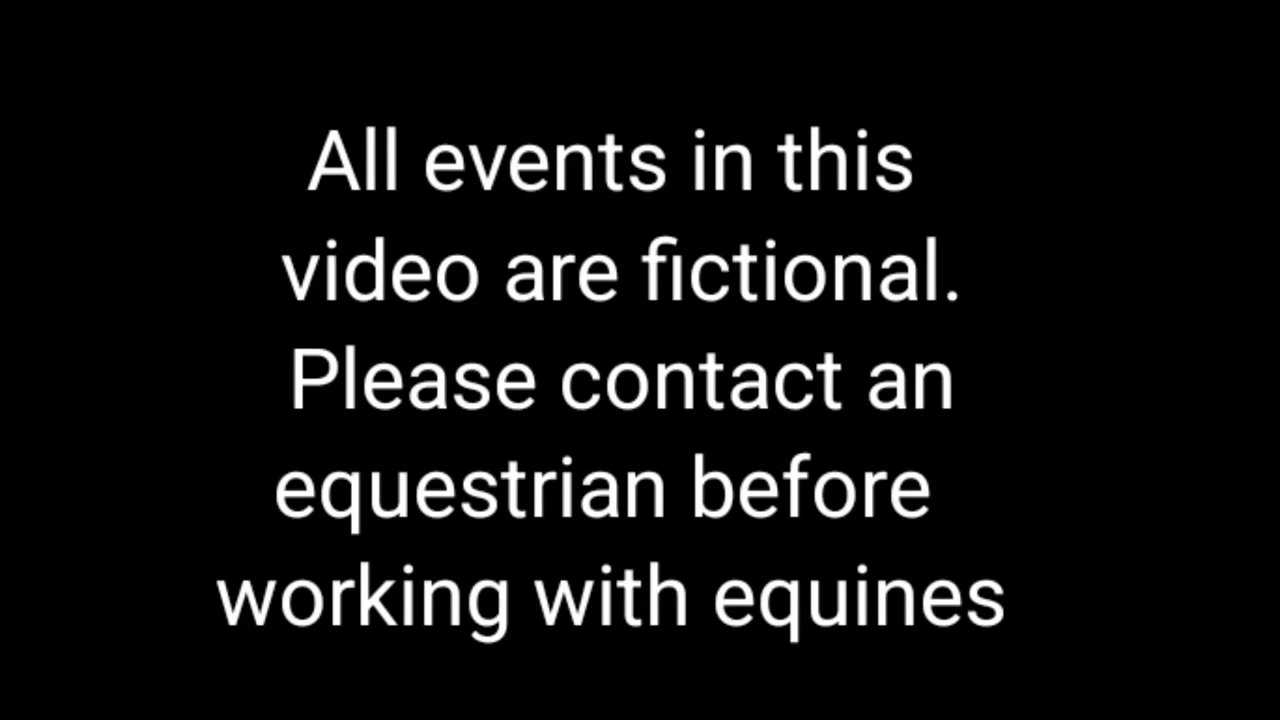 All events in this
video are fictional.
Please contact an
equestrian before
working with equines